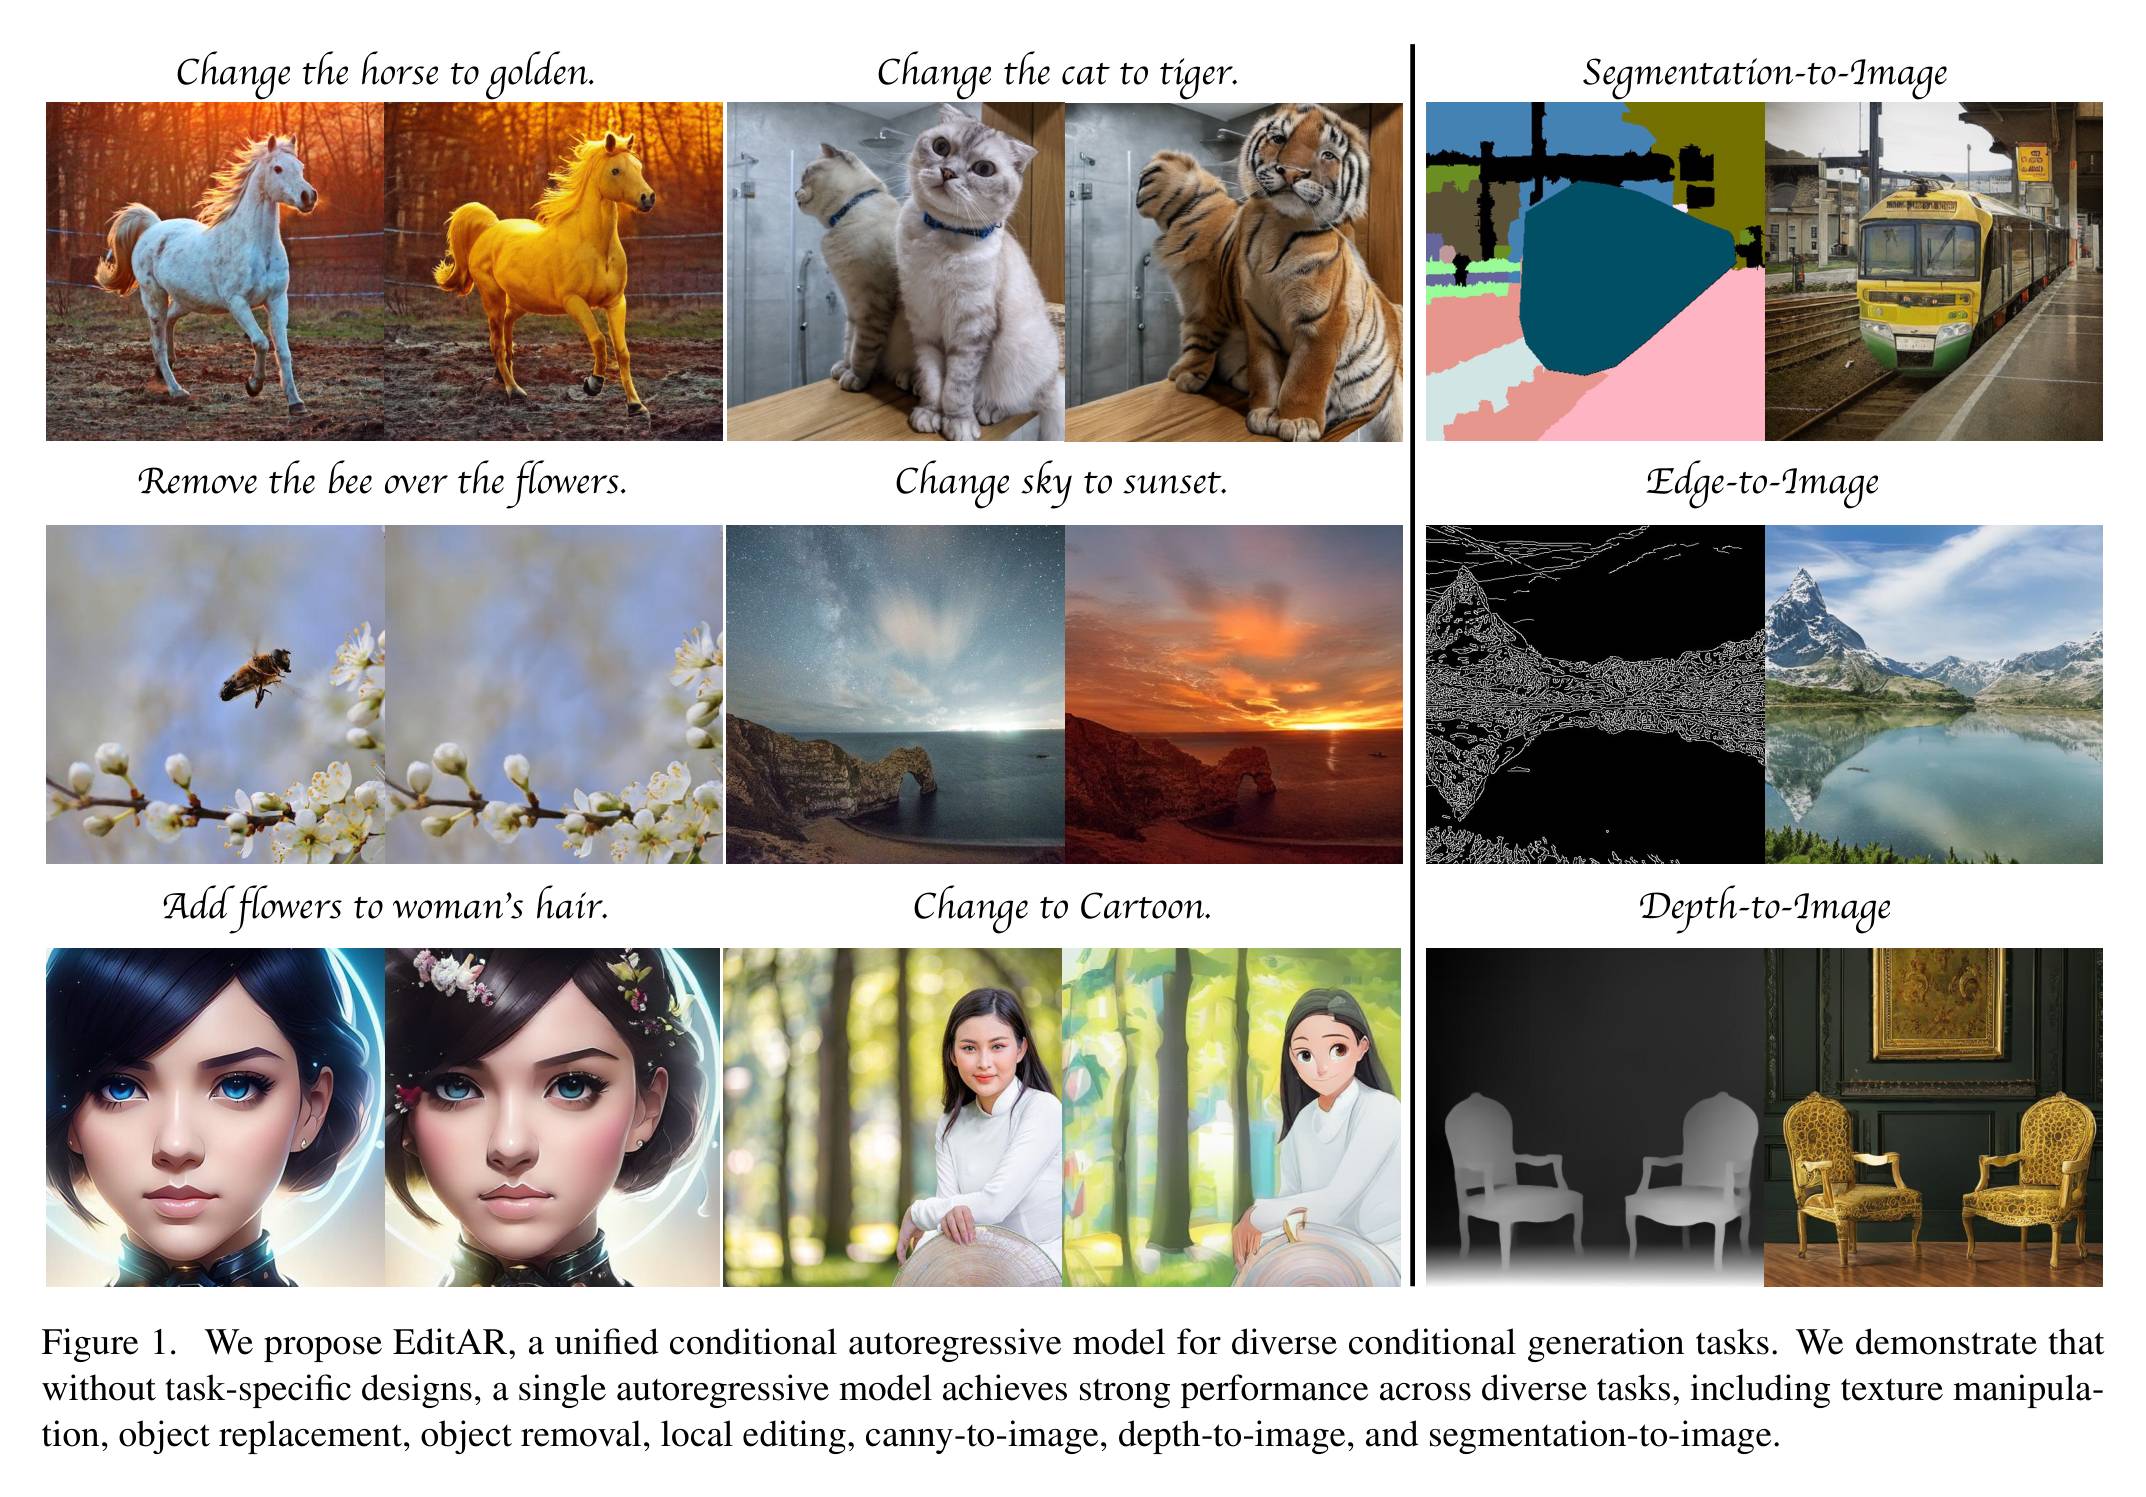 Change the horse to golden.
Change the cat to tiger.
Segmentation-to-Image
Remove the bee over the flowers.
Change sky to sunset.
Edge-to-Image
Add flowers to woman's hair.
Change to Cartoon.
Depth-to-Image
Figure 1. We propose EditAR, a unified conditional autoregressive model for diverse conditional generation tasks. We demonstrate that
without task-specific designs, a single autoregressive model achieves strong performance across diverse tasks, including texture manipula-
tion, object replacement, object removal, local editing, canny-to-image, depth-to-image, and segmentation-to-image.